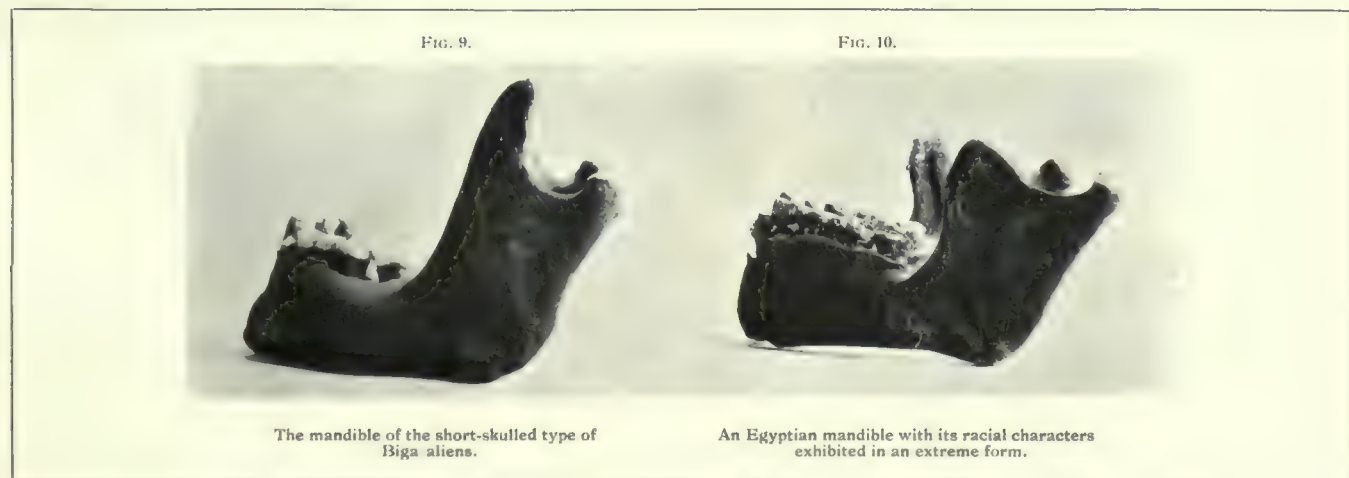 FIG. 9.
FIG. 10.
The mandible of the short-skulled type of
Biga aliens.
An Egyptian mandible with its racial characters
exhibited in an extreme form.